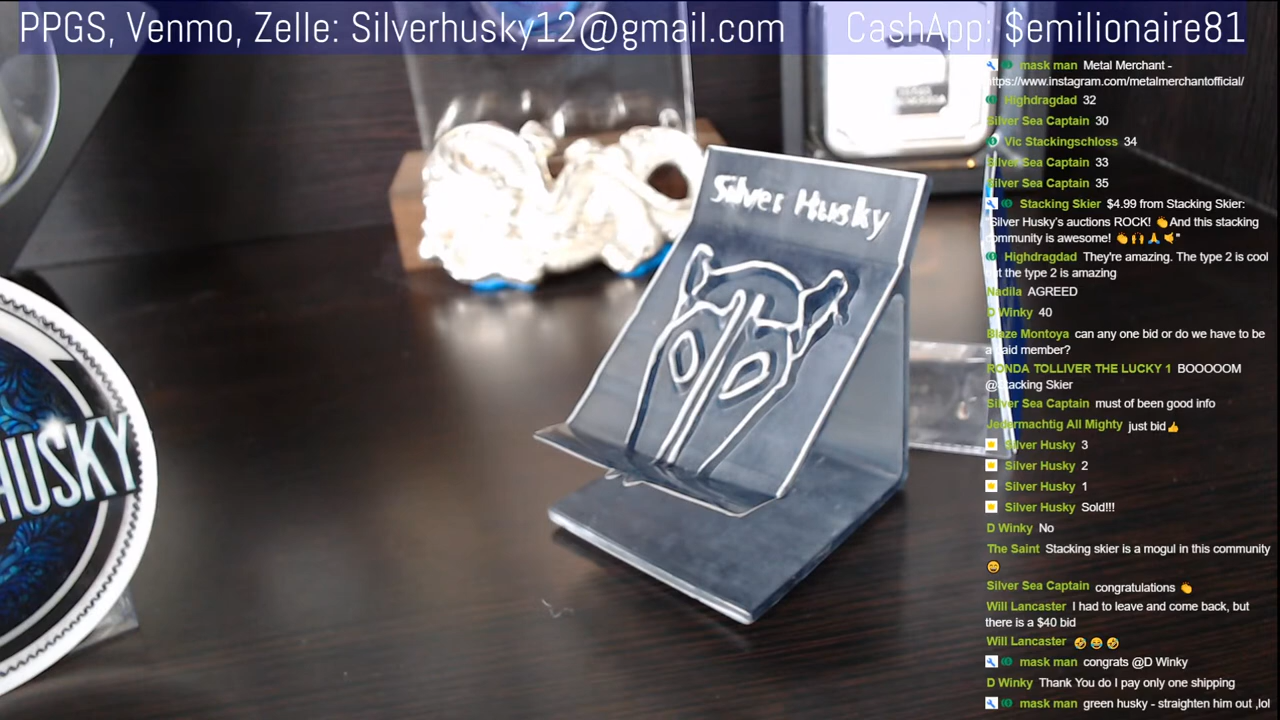 PPGS, Venmo, Zelle: Silverhusky12@gmail.com CashApp: $emilionaire81
mask man Metal Merchant -
https://www.instagram.com/metalmerchantofficial/
Highdragdad 32
Silver Sea Captain 30
Vic Stackingschloss 34
Silver Sea Captain 33
Silver Sea Captain 35
Stacking Skier $4.99 from Stacking Skier:
"Silver Husky's auctions ROCK! 👏And this stacking
community is awesome! 👏🙌🙏🤙"
Highdragdad They're amazing. The type 2 is cool
but the type 2 is amazing
Nadila AGREED
D Winky 40
Blaze Montoya can any one bid or do we have to be
a paid member?
RONDA TOLLIVER THE LUCKY 1 BOOOOOM
@Stacking Skier
Silver Sea Captain must of been good info
Jedermachtig All Mighty just bid👍
Silver Husky 3
Silver Husky 2
Silver Husky 1
Silver Husky Sold!!!
D Winky No
The Saint Stacking skier is a mogul in this community
😄
Silver Sea Captain congratulations 👏
Will Lancaster I had to leave and come back, but
there is a $40 bid
Will Lancaster 🤣😂🤣
mask man congrats @D Winky
D Winky Thank You do I pay only one shipping
mask man green husky - straighten him out ,lol
Silver Husky
HUSKY